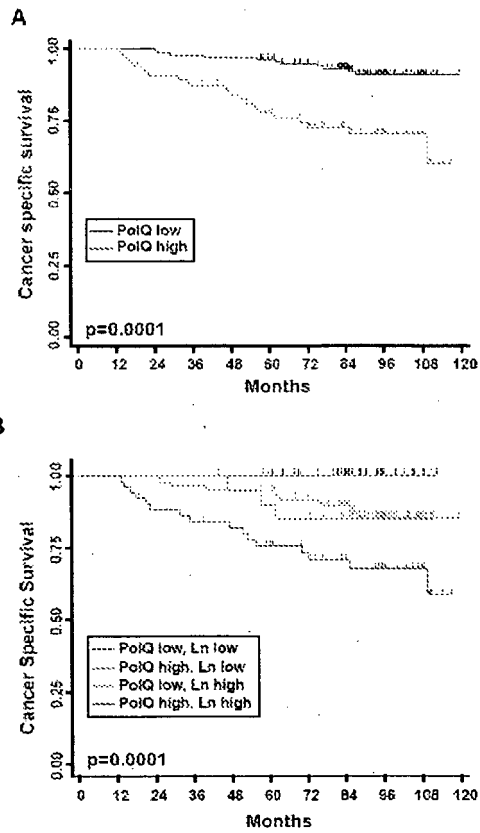 A
Cancer specific survival
1.00
0.75
0.50
0.25
0.00
PolQ low
PolQ high
p=0.0001
0 12 24 36 48 60 72 84 96 108 120
Months
B
Cancer Specific Survival
1.00
0.75
0.50
0.25
0.00
PolQ low, Ln low
PolQ high, Ln low
PolQ low, Ln high
PolQ high, Ln high
p=0.0001
0 12 24 36 48 60 72 84 96 108 120
Months